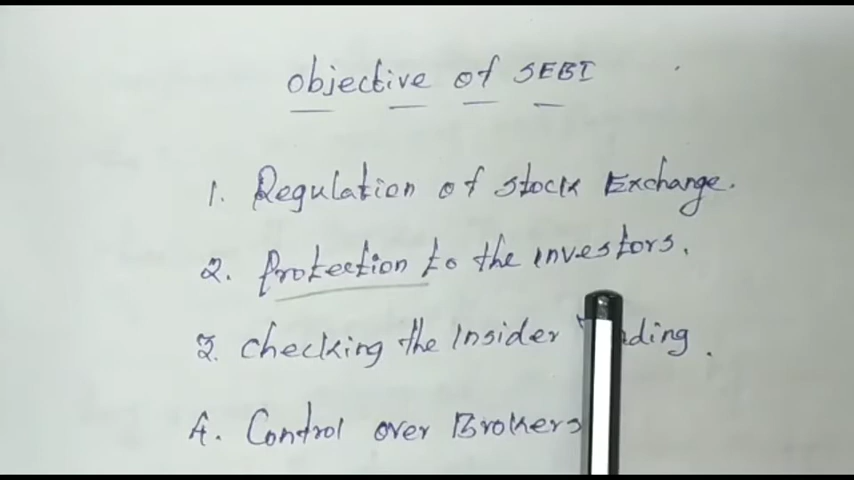 objective of SEBI
1. Regulation of Stock Exchange.
2. Protection to the investors.
3. Checking the Insider
4. Control over Brokers